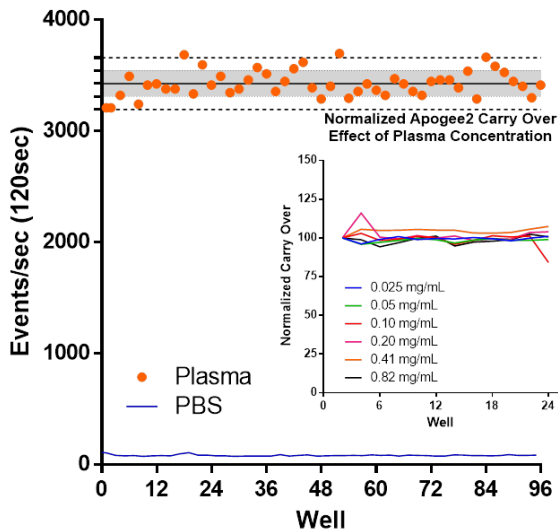 4000
3000
2000
1000
0
Events/sec (120sec)
0 12 24 36 48 60 72 84 96
Well
Plasma
PBS
Normalized Apogee2 Carry Over
Effect of Plasma Concentration
150
125
100
75
50
25
0
Normalized Carry Over
0 6 12 18 24
Well
0.025 mg/mL
0.05 mg/mL
0.10 mg/mL
0.20 mg/mL
0.41 mg/mL
0.82 mg/mL